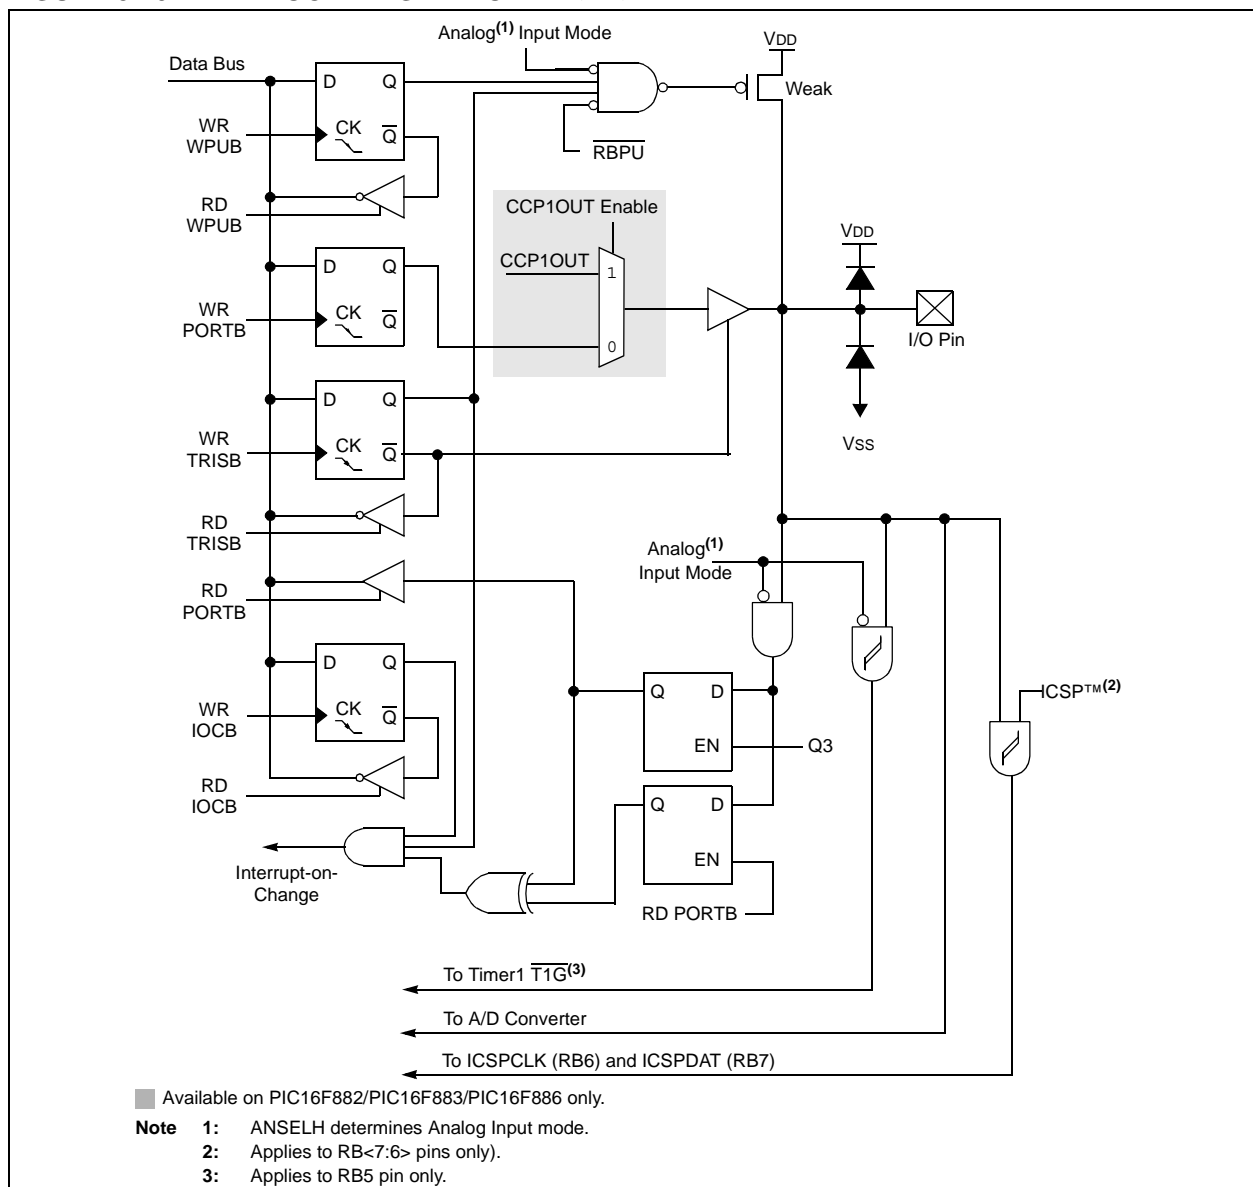 Analog(1) Input Mode
VDD
Data Bus
D Q
Weak
WR
WPUB
CK Q
RBPU
RD
WPUB
CCP1OUT Enable
VDD
D Q
CCP1OUT
1
WR
PORTB
CK Q
I/O Pin
0
D Q
WR
TRISB
CK Q
VSS
RD
TRISB
Analog(1)
Input Mode
RD
PORTB
D Q
Q D
ICSP™(2)
WR
IOCB
CK Q
EN
Q3
RD
IOCB
Q D
EN
Interrupt-on-
Change
RD PORTB
To Timer1 T1G(3)
To A/D Converter
To ICSPCLK (RB6) and ICSPDAT (RB7)
Available on PIC16F882/PIC16F883/PIC16F886 only.
Note 1: ANSELH determines Analog Input mode.
2: Applies to RB<7:6> pins only).
3: Applies to RB5 pin only.